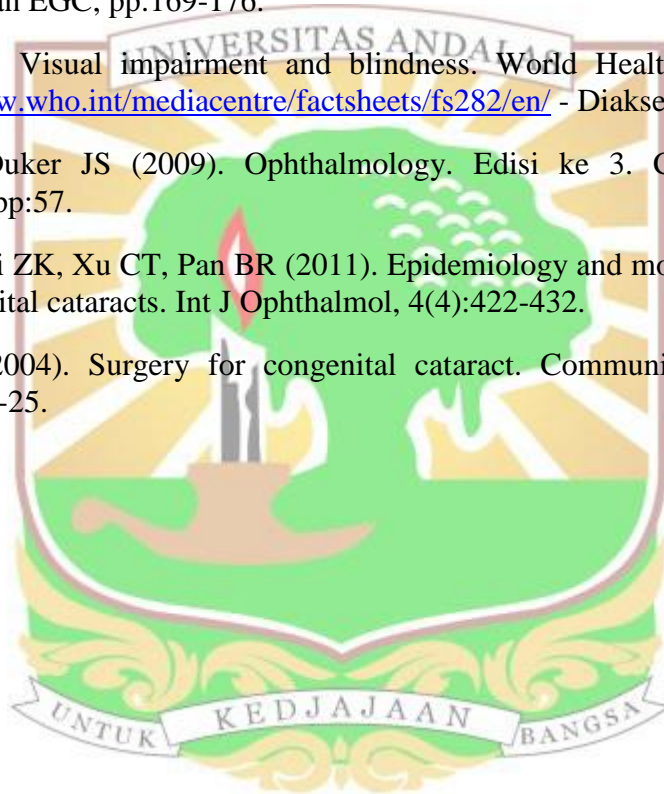 an EGC, pp.169-176.
UNIVERSITAS ANDALAS
Visual impairment and blindness. World Healt
w.who.int/mediacentre/factsheets/fs282/en/ - Diakse
Duker JS (2009). Ophthalmology. Edisi ke 3. C
pp:57.
i ZK, Xu CT, Pan BR (2011). Epidemiology and mo
ital cataracts. Int J Ophthalmol, 4(4):422-432.
2004). Surgery for congenital cataract. Communi
-25.
UNTUK KEDJAJAAN BANGSA